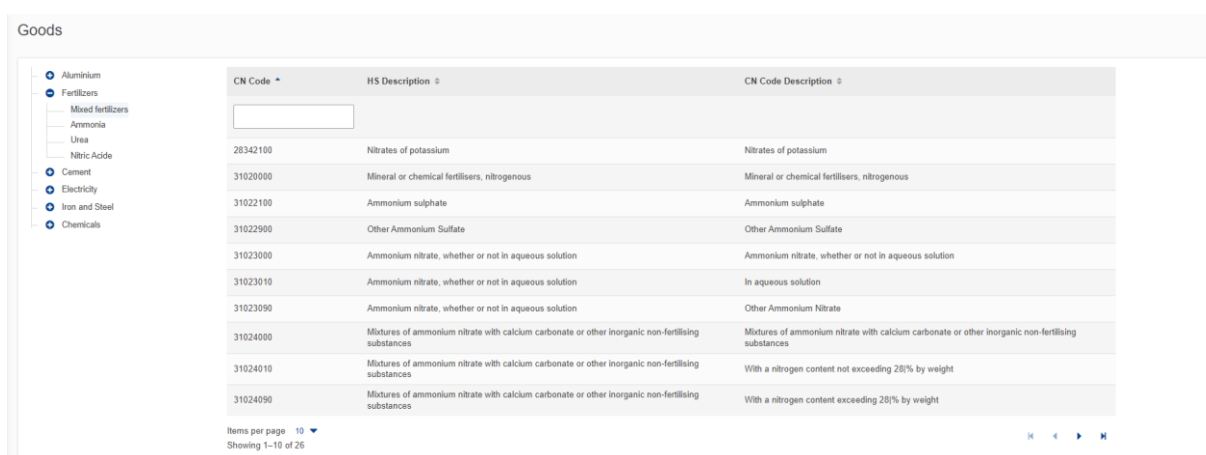 Goods
Aluminium
Fertilizers
Mixed fertilizers
Ammonia
Urea
Nitric Acide
Cement
Electricity
Iron and Steel
Chemicals
CN Code HS Description CN Code Description
28342100 Nitrates of potassium Nitrates of potassium
31020000 Mineral or chemical fertilisers, nitrogenous Mineral or chemical fertilisers, nitrogenous
31022100 Ammonium sulphate Ammonium sulphate
31022900 Other Ammonium Sulfate Other Ammonium Sulfate
31023000 Ammonium nitrate, whether or not in aqueous solution Ammonium nitrate, whether or not in aqueous solution
31023010 Ammonium nitrate, whether or not in aqueous solution In aqueous solution
31023090 Ammonium nitrate, whether or not in aqueous solution Other Ammonium Nitrate
31024000 Mixtures of ammonium nitrate with calcium carbonate or other inorganic non-fertilising substances Mixtures of ammonium nitrate with calcium carbonate or other inorganic non-fertilising substances
31024010 Mixtures of ammonium nitrate with calcium carbonate or other inorganic non-fertilising substances With a nitrogen content not exceeding 28|% by weight
31024090 Mixtures of ammonium nitrate with calcium carbonate or other inorganic non-fertilising substances With a nitrogen content exceeding 28|% by weight
Items per page 10
Showing 1–10 of 26